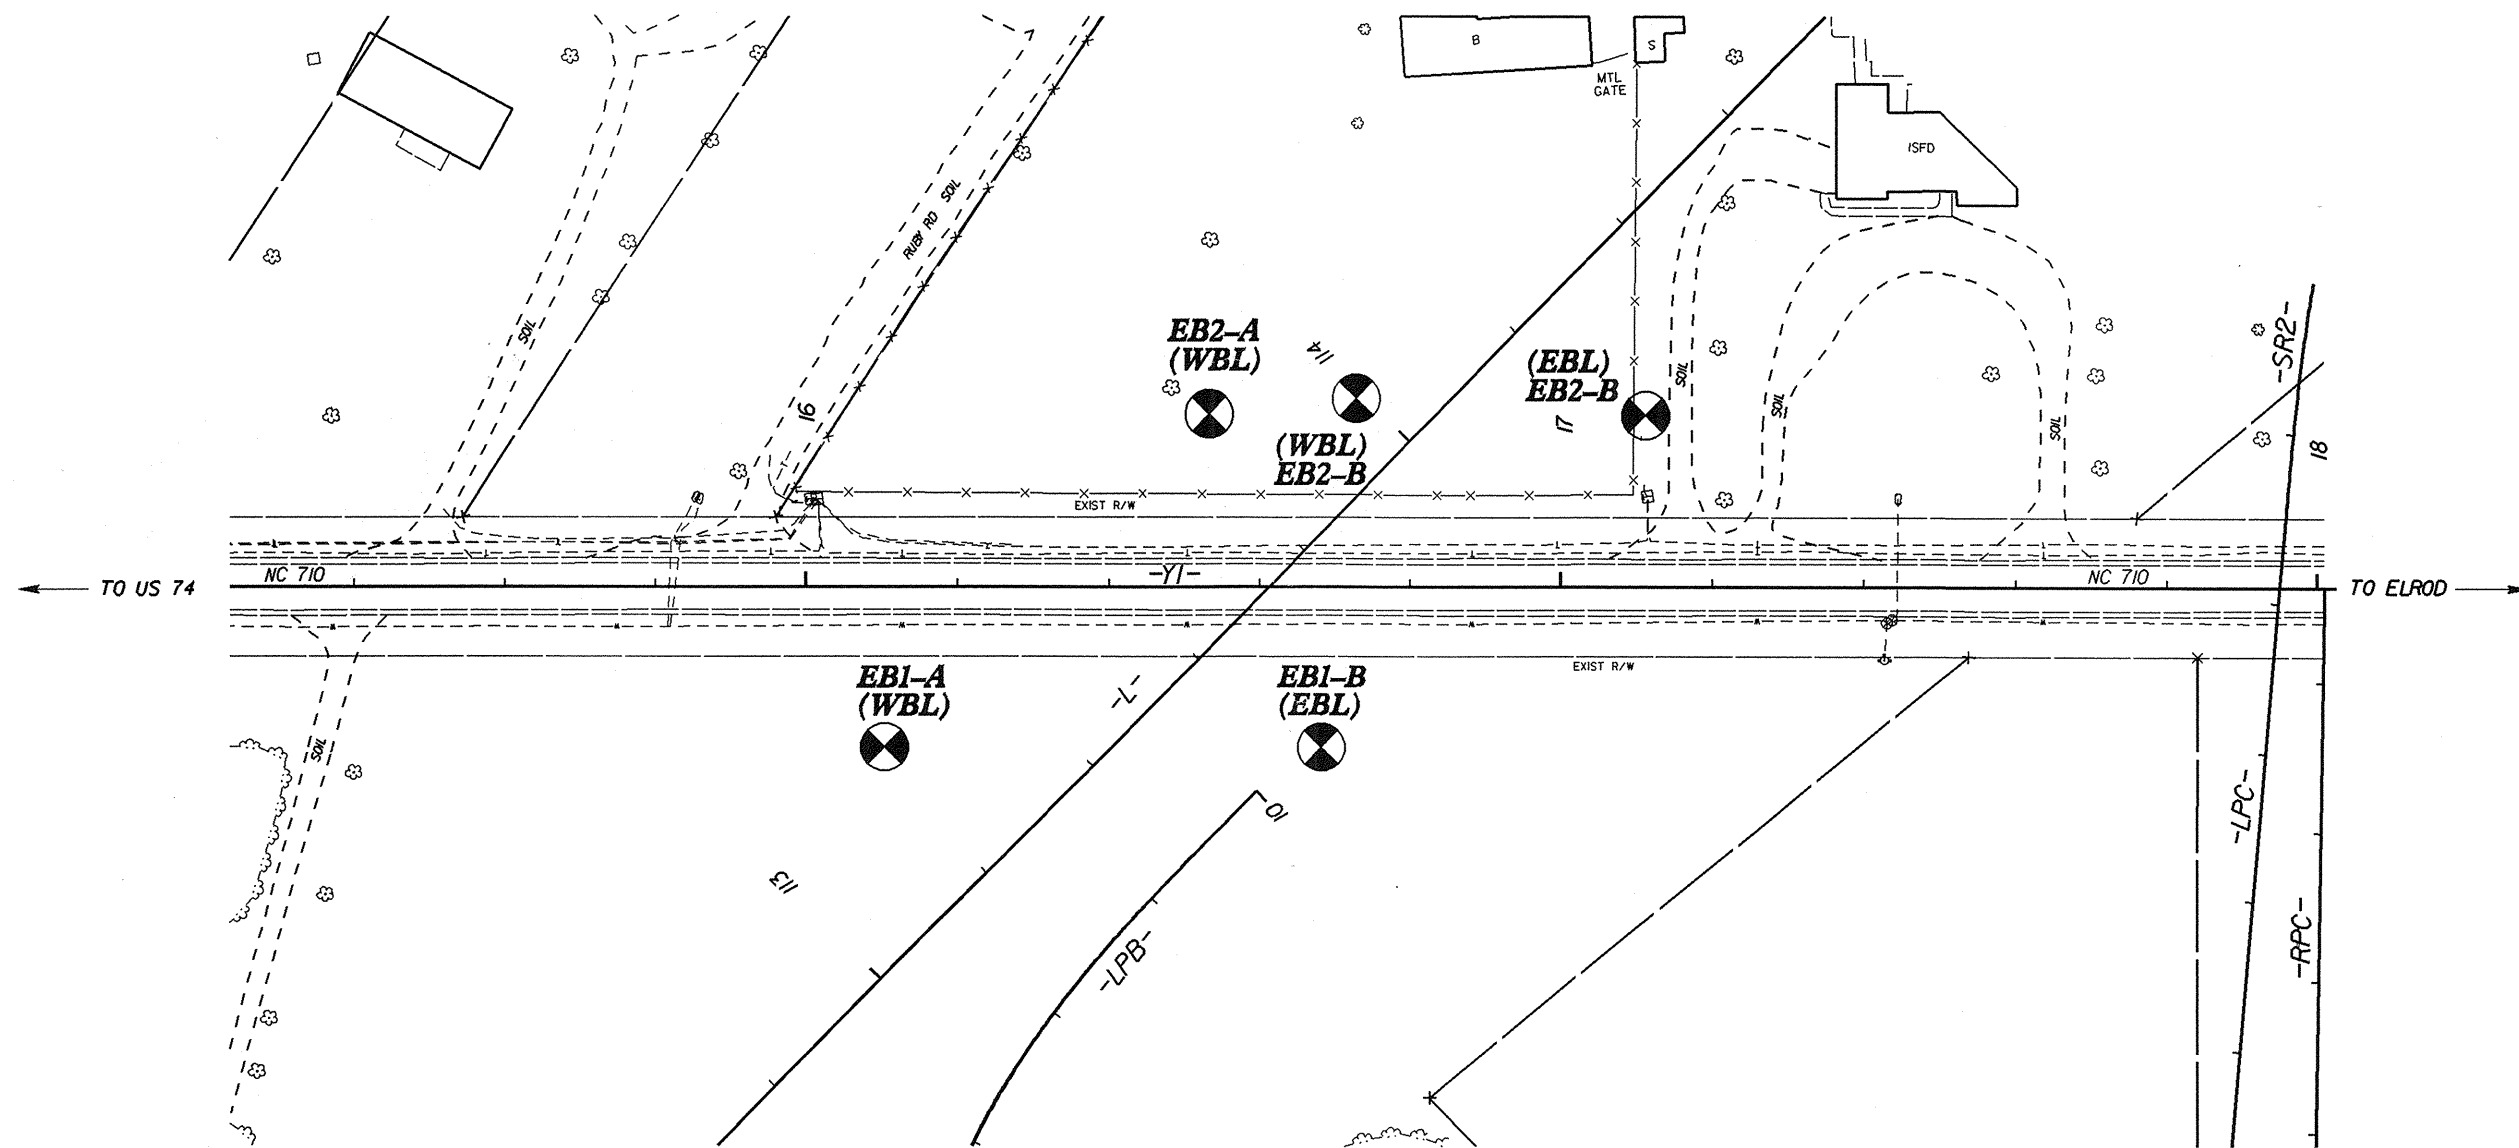 B
S
MTL
GATE
ISFD
RUBY RD SOIL
SOIL
EB2-A
(WBL)
114
(EBL)
EB2-B
SOIL
SOIL
SOIL
-SR2-
16
17
18
(WBL)
EB2-B
EXIST R/W
NC 710
-Y1-
NC 710
TO US 74
TO ELROD
EXIST R/W
EB1-A
(WBL)
EB1-B
(EBL)
-L-
SOIL
10
-LPC-
113
-LPB-
-RPC-